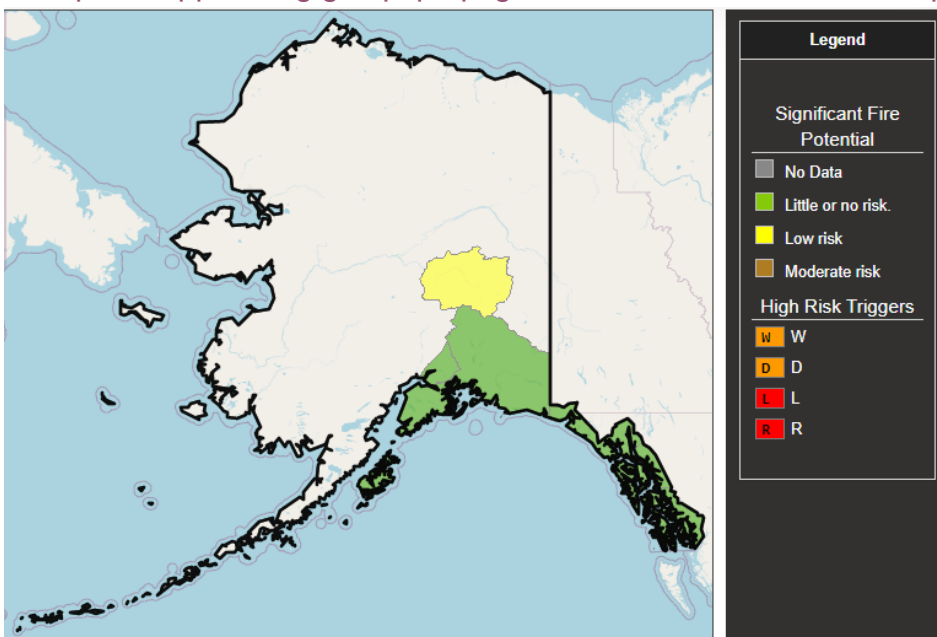 Legend
Significant Fire
Potential
No Data
Little or no risk.
Low risk
Moderate risk
High Risk Triggers
W W
D D
L L
R R